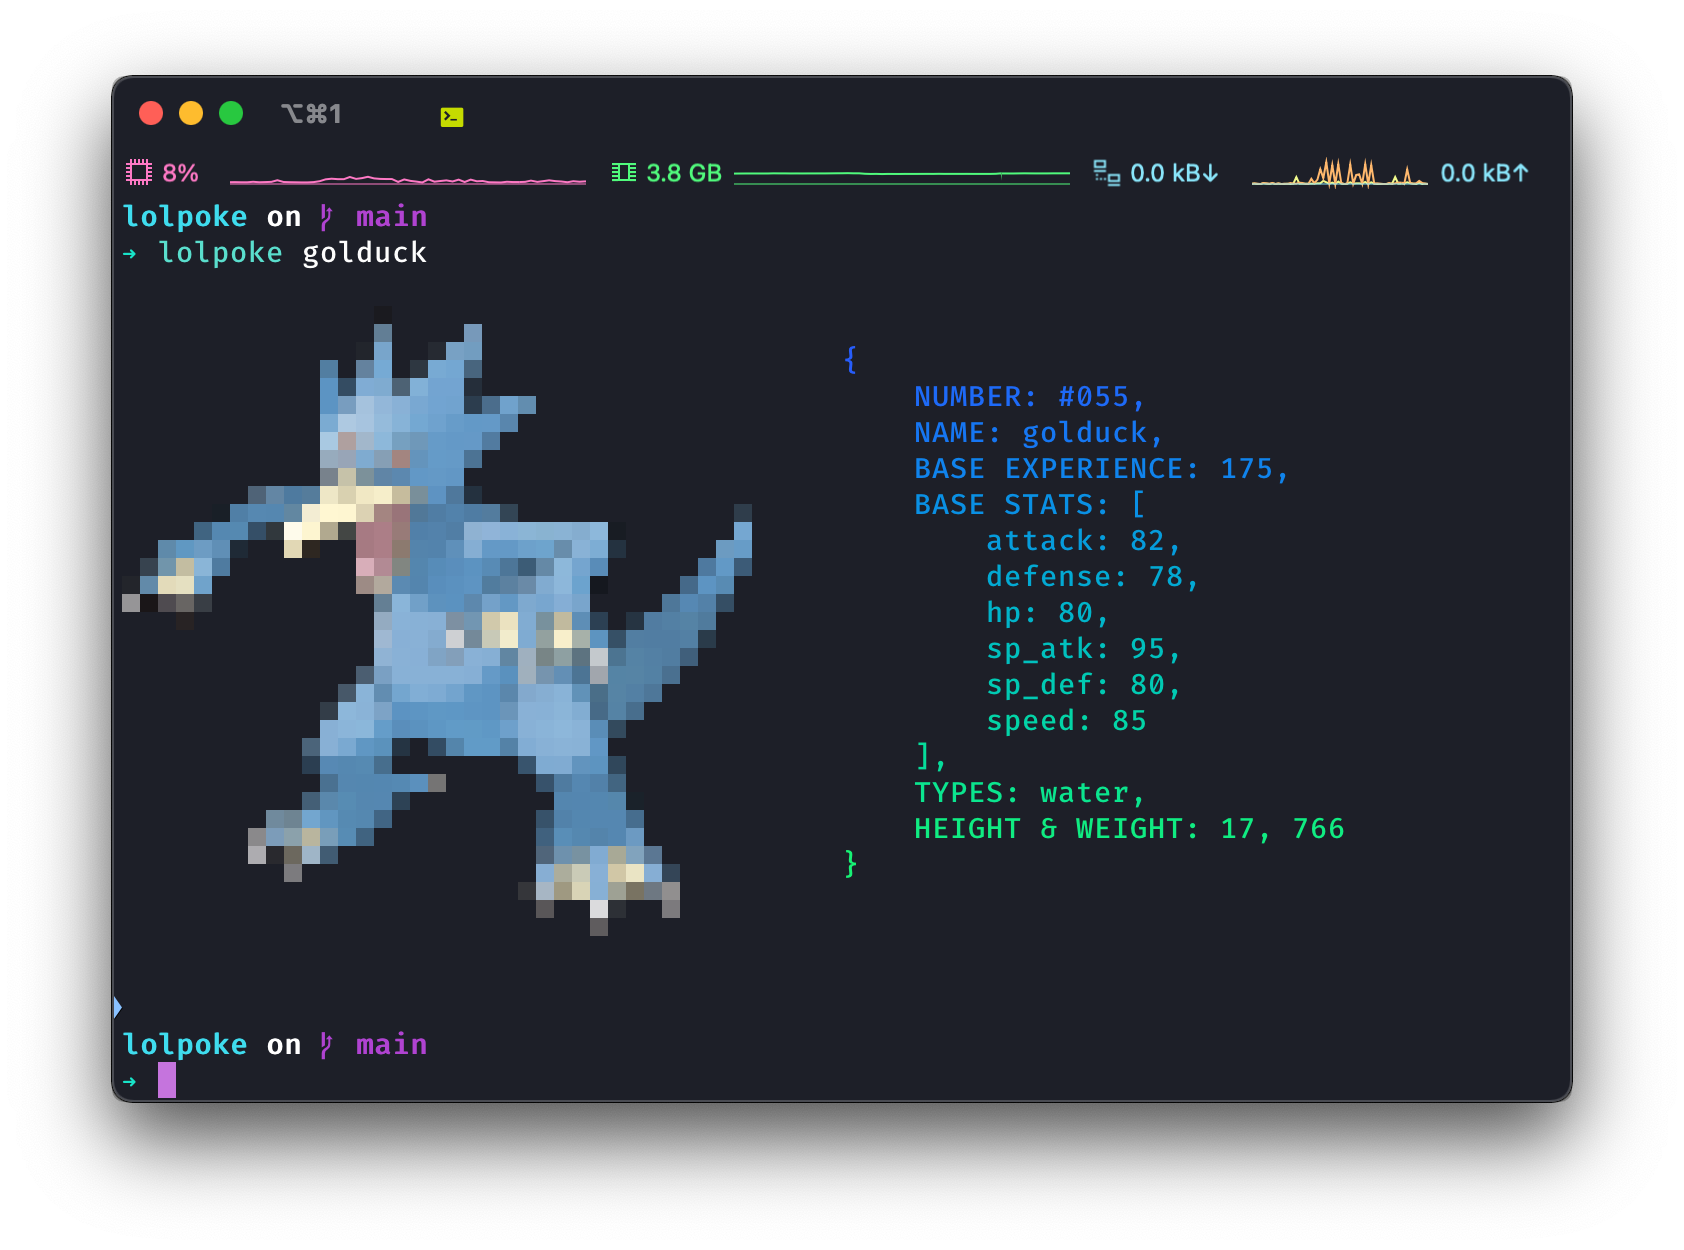 ⌥⌘1
8% 3.8 GB 0.0 kB↓ 0.0 kB↑
lolpoke on main
→ lolpoke golduck
{
NUMBER: #055,
NAME: golduck,
BASE EXPERIENCE: 175,
BASE STATS: [
attack: 82,
defense: 78,
hp: 80,
sp_atk: 95,
sp_def: 80,
speed: 85
],
TYPES: water,
HEIGHT & WEIGHT: 17, 766
}
lolpoke on main
→